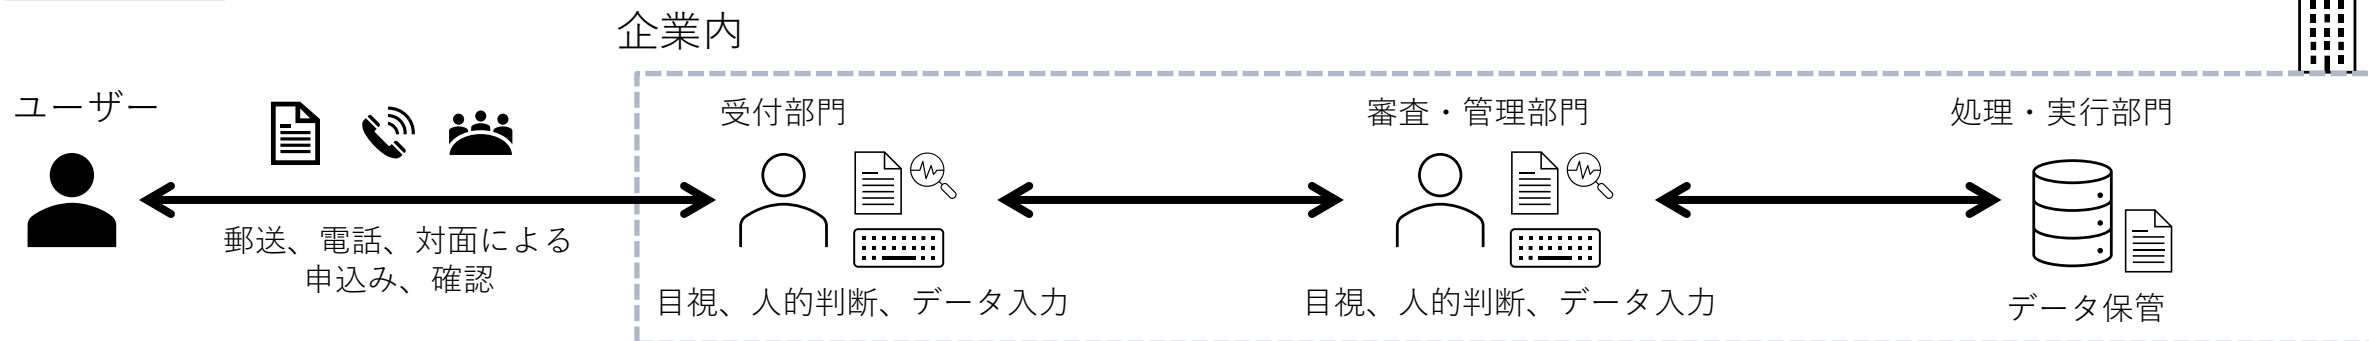 企業内
ユーザー
受付部門
審査・管理部門
処理・実行部門
郵送、電話、対面による
申込み、確認
目視、人的判断、データ入力
目視、人的判断、データ入力
データ保管